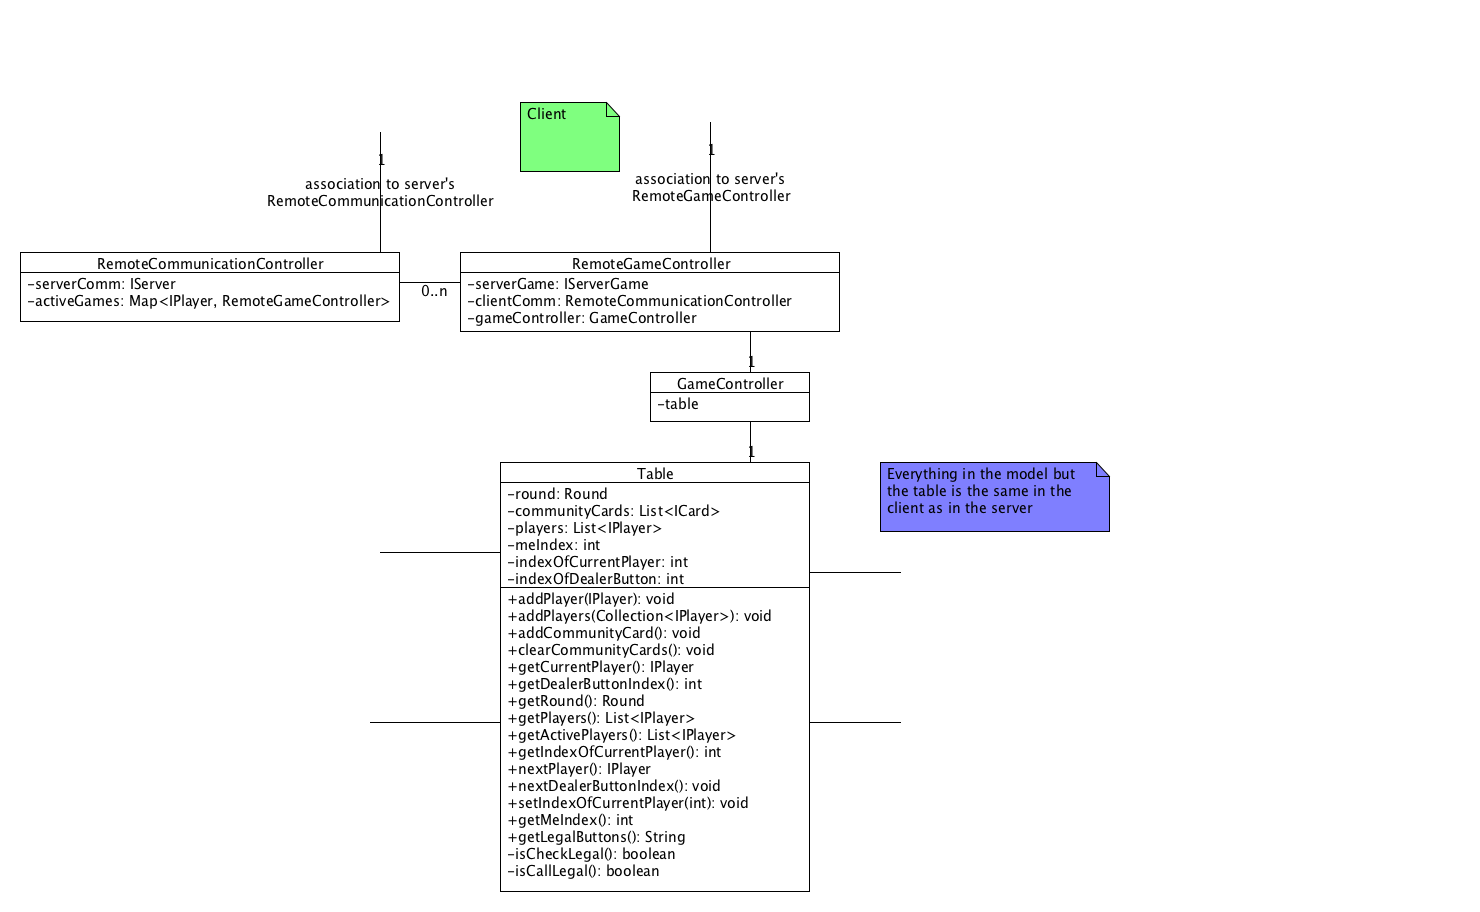 Client
1
association to server's
RemoteCommunicationController
1
association to server's
RemoteGameController
RemoteCommunicationController
-serverComm: IServer
-activeGames: Map<IPlayer, RemoteGameController>
0..n
RemoteGameController
-serverGame: IServerGame
-clientComm: RemoteCommunicationController
-gameController: GameController
1
GameController
-table
1
Table
-round: Round
-communityCards: List<ICard>
-players: List<IPlayer>
-meIndex: int
-indexOfCurrentPlayer: int
-indexOfDealerButton: int
+addPlayer(IPlayer): void
+addPlayers(Collection<IPlayer>): void
+addCommunityCard(): void
+clearCommunityCards(): void
+getCurrentPlayer(): IPlayer
+getDealerButtonIndex(): int
+getRound(): Round
+getPlayers(): List<IPlayer>
+getActivePlayers(): List<IPlayer>
+getIndexOfCurrentPlayer(): int
+nextPlayer(): IPlayer
+nextDealerButtonIndex(): void
+setIndexOfCurrentPlayer(int): void
+getMeIndex(): int
+getLegalButtons(): String
-isCheckLegal(): boolean
-isCallLegal(): boolean
Everything in the model but
the table is the same in the
client as in the server